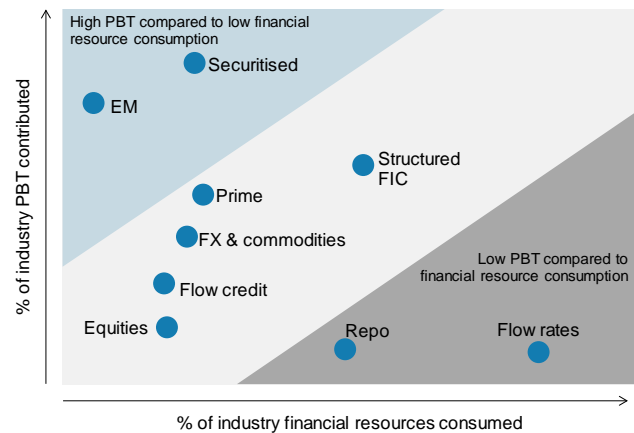 High PBT compared to low financial
resource consumption
Securitised
EM
Structured
FIC
Prime
FX & commodities
Low PBT compared to
financial resource consumption
Flow credit
Equities
Repo
Flow rates
% of industry PBT contributed
% of industry financial resources consumed